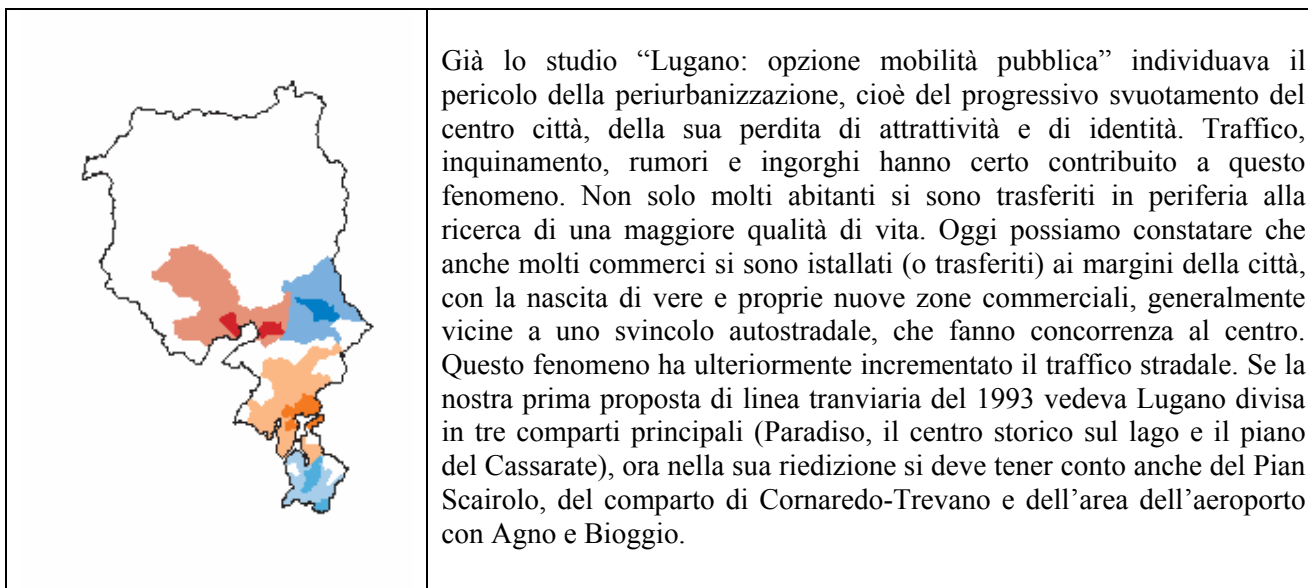 Già lo studio “Lugano: opzione mobilità pubblica” individuava il
pericolo della periurbanizzazione, cioè del progressivo svuotamento del
centro città, della sua perdita di attrattività e di identità. Traffico,
inquinamento, rumori e ingorghi hanno certo contribuito a questo
fenomeno. Non solo molti abitanti si sono trasferiti in periferia alla
ricerca di una maggiore qualità di vita. Oggi possiamo constatare che
anche molti commerci si sono istallati (o trasferiti) ai margini della città,
con la nascita di vere e proprie nuove zone commerciali, generalmente
vicine a uno svincolo autostradale, che fanno concorrenza al centro.
Questo fenomeno ha ulteriormente incrementato il traffico stradale. Se la
nostra prima proposta di linea tranviaria del 1993 vedeva Lugano divisa
in tre comparti principali (Paradiso, il centro storico sul lago e il piano
del Cassarate), ora nella sua riedizione si deve tener conto anche del Pian
Scairolo, del comparto di Cornaredo-Trevano e dell’area dell’aeroporto
con Agno e Bioggio.